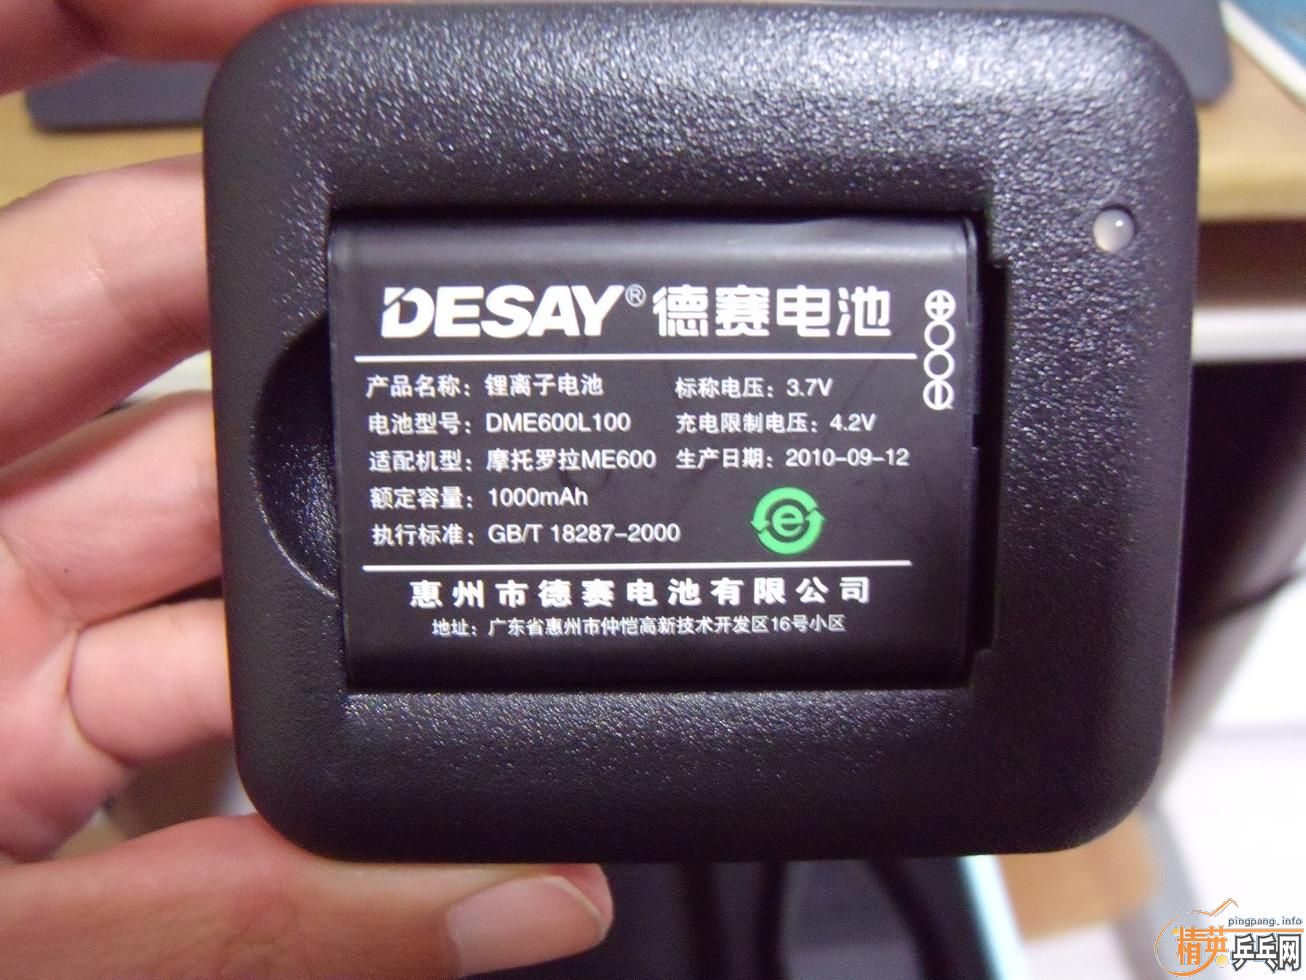 DESAY® 德赛电池
产品名称：锂离子电池 标称电压：3.7V
电池型号：DME600L100 充电限制电压：4.2V
适配机型：摩托罗拉ME600 生产日期：2010-09-12
额定容量：1000mAh
执行标准：GB/T 18287-2000
e
惠州市德赛电池有限公司
地址：广东省惠州市仲恺高新技术开发区16号小区
pingpang.info
精英乒乓网